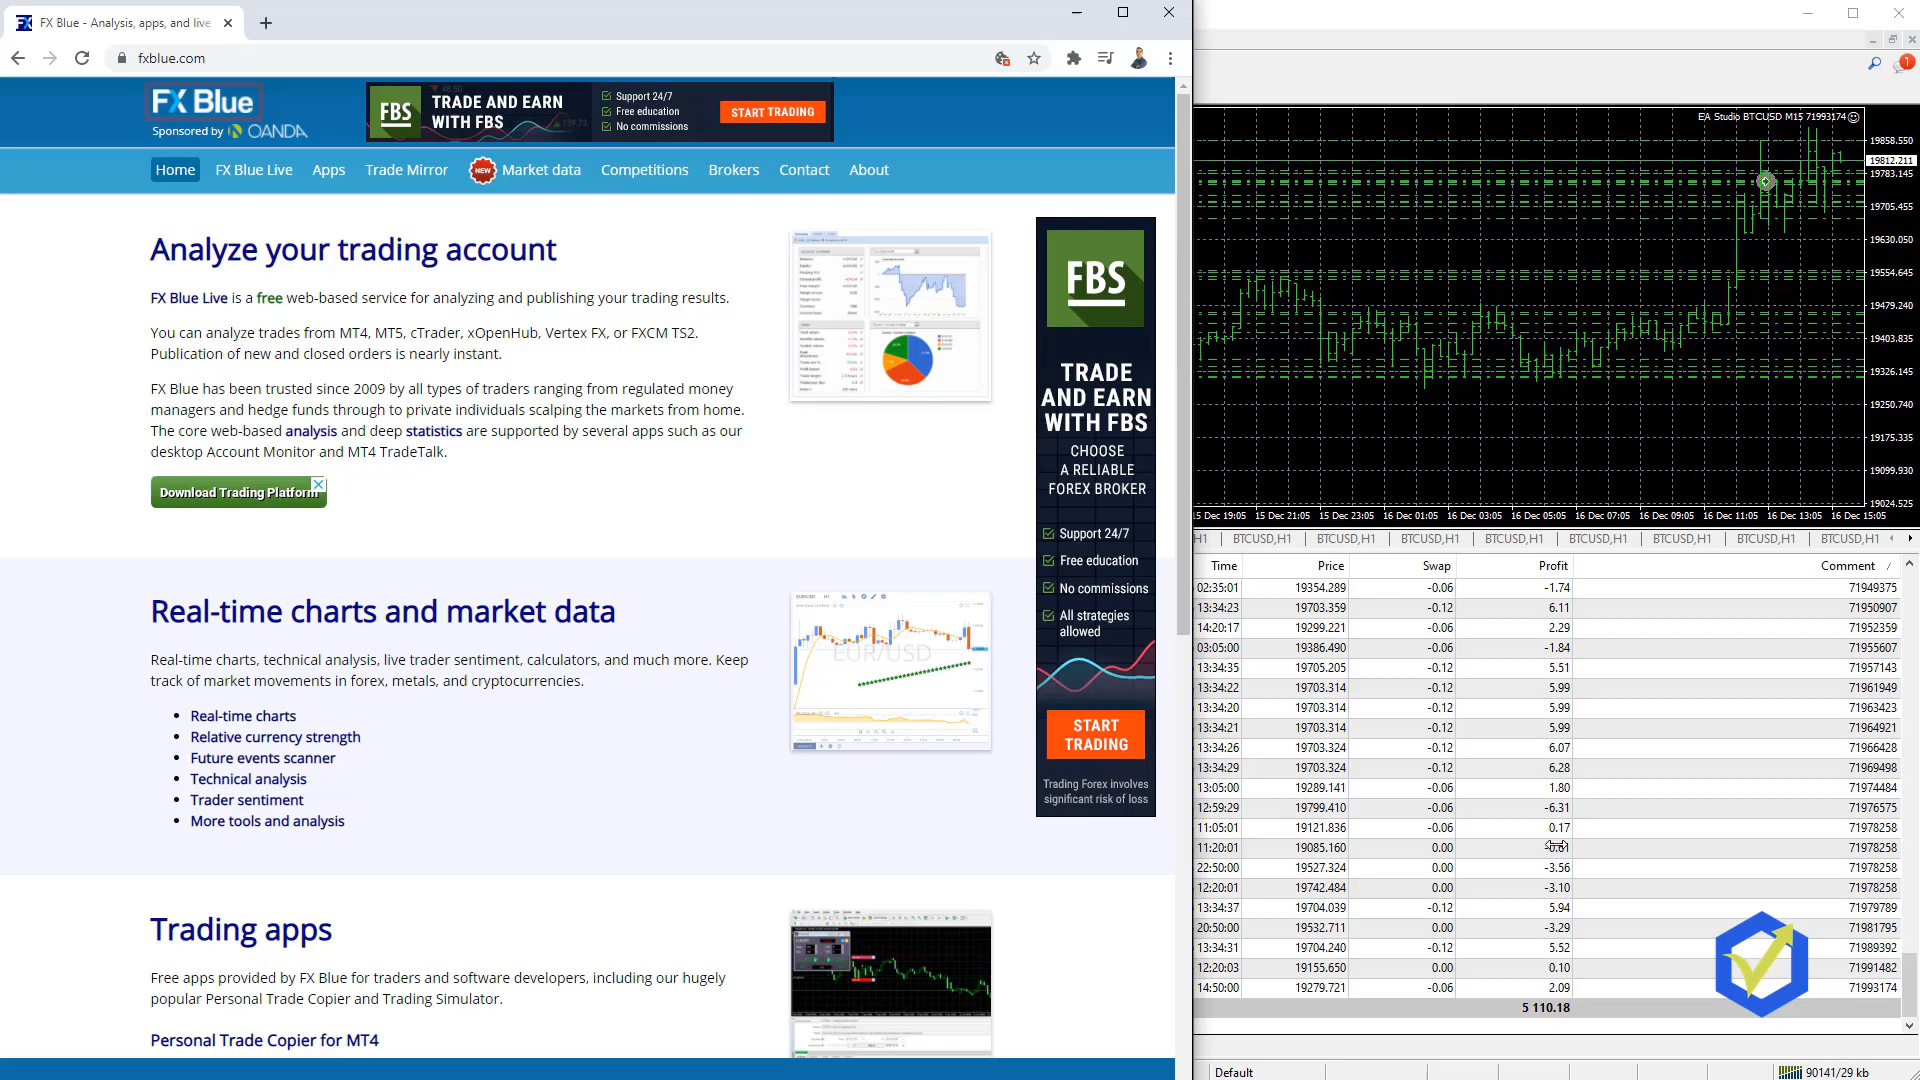 FX Blue - Analysis, apps, and live
fxblue.com
FX Blue
Sponsored by OANDA
FBS
TRADE AND EARN
WITH FBS
Support 24/7
Free education
No commissions
START TRADING
Home FX Blue Live Apps Trade Mirror NEW Market data Competitions Brokers Contact About
Analyze your trading account
FX Blue Live is a free web-based service for analyzing and publishing your trading results.
You can analyze trades from MT4, MT5, cTrader, xOpenHub, Vertex FX, or FXCM TS2.
Publication of new and closed orders is nearly instant.
FX Blue has been trusted since 2009 by all types of traders ranging from regulated money
managers and hedge funds through to private individuals scalping the markets from home.
The core web-based analysis and deep statistics are supported by several apps such as our
desktop Account Monitor and MT4 TradeTalk.
Download Trading Platform
Real-time charts and market data
Real-time charts, technical analysis, live trader sentiment, calculators, and much more. Keep
track of market movements in forex, metals, and cryptocurrencies.
Real-time charts
Relative currency strength
Future events scanner
Technical analysis
Trader sentiment
More tools and analysis
EUR/USD
Trading apps
Free apps provided by FX Blue for traders and software developers, including our hugely
popular Personal Trade Copier and Trading Simulator.
Personal Trade Copier for MT4
FBS
TRADE
AND EARN
WITH FBS
CHOOSE
A RELIABLE
FOREX BROKER
Support 24/7
Free education
No commissions
All strategies
allowed
START
TRADING
Trading Forex involves
significant risk of loss
1
EA Studio BTCUSD M15 71993174
19858.550
19812.211
19783.145
19705.455
19630.050
19554.645
19479.240
19403.835
19326.145
19250.740
19175.335
19099.930
19024.525
15 Dec 19:05 15 Dec 21:05 15 Dec 23:05 16 Dec 01:05 16 Dec 03:05 16 Dec 05:05 16 Dec 07:05 16 Dec 09:05 16 Dec 11:05 16 Dec 13:05 16 Dec 15:05
H1 BTCUSD,H1 BTCUSD,H1 BTCUSD,H1 BTCUSD,H1 BTCUSD,H1 BTCUSD,H1 BTCUSD,H1 BTCUSD,H1
Time Price Swap Profit Comment
02:35:01 19354.289 -0.06 -1.74 71949375
13:34:23 19703.359 -0.12 6.11 71950907
14:20:17 19299.221 -0.06 2.29 71952359
03:05:00 19386.490 -0.06 -1.84 71955607
13:34:35 19705.205 -0.12 5.51 71957143
13:34:22 19703.314 -0.12 5.99 71961949
13:34:20 19703.314 -0.12 5.99 71963423
13:34:21 19703.314 -0.12 5.99 71964921
13:34:26 19703.324 -0.12 6.07 71966428
13:34:29 19703.324 -0.12 6.28 71969498
13:05:00 19289.141 -0.06 1.80 71974484
12:59:29 19799.410 -0.06 -6.31 71976575
11:05:01 19121.836 -0.06 0.17 71978258
11:20:01 19085.160 0.00 71978258
22:50:00 19527.324 0.00 -3.56 71978258
12:20:01 19742.484 0.00 -3.10 71978258
13:34:37 19704.039 -0.12 5.94 71979789
20:50:00 19532.711 0.00 -3.29 71981795
13:34:31 19704.240 -0.12 5.52 71989392
12:20:03 19155.650 0.00 0.10 71991482
14:50:00 19279.721 -0.06 2.09 71993174
5 110.18
Default
90141/29 kb